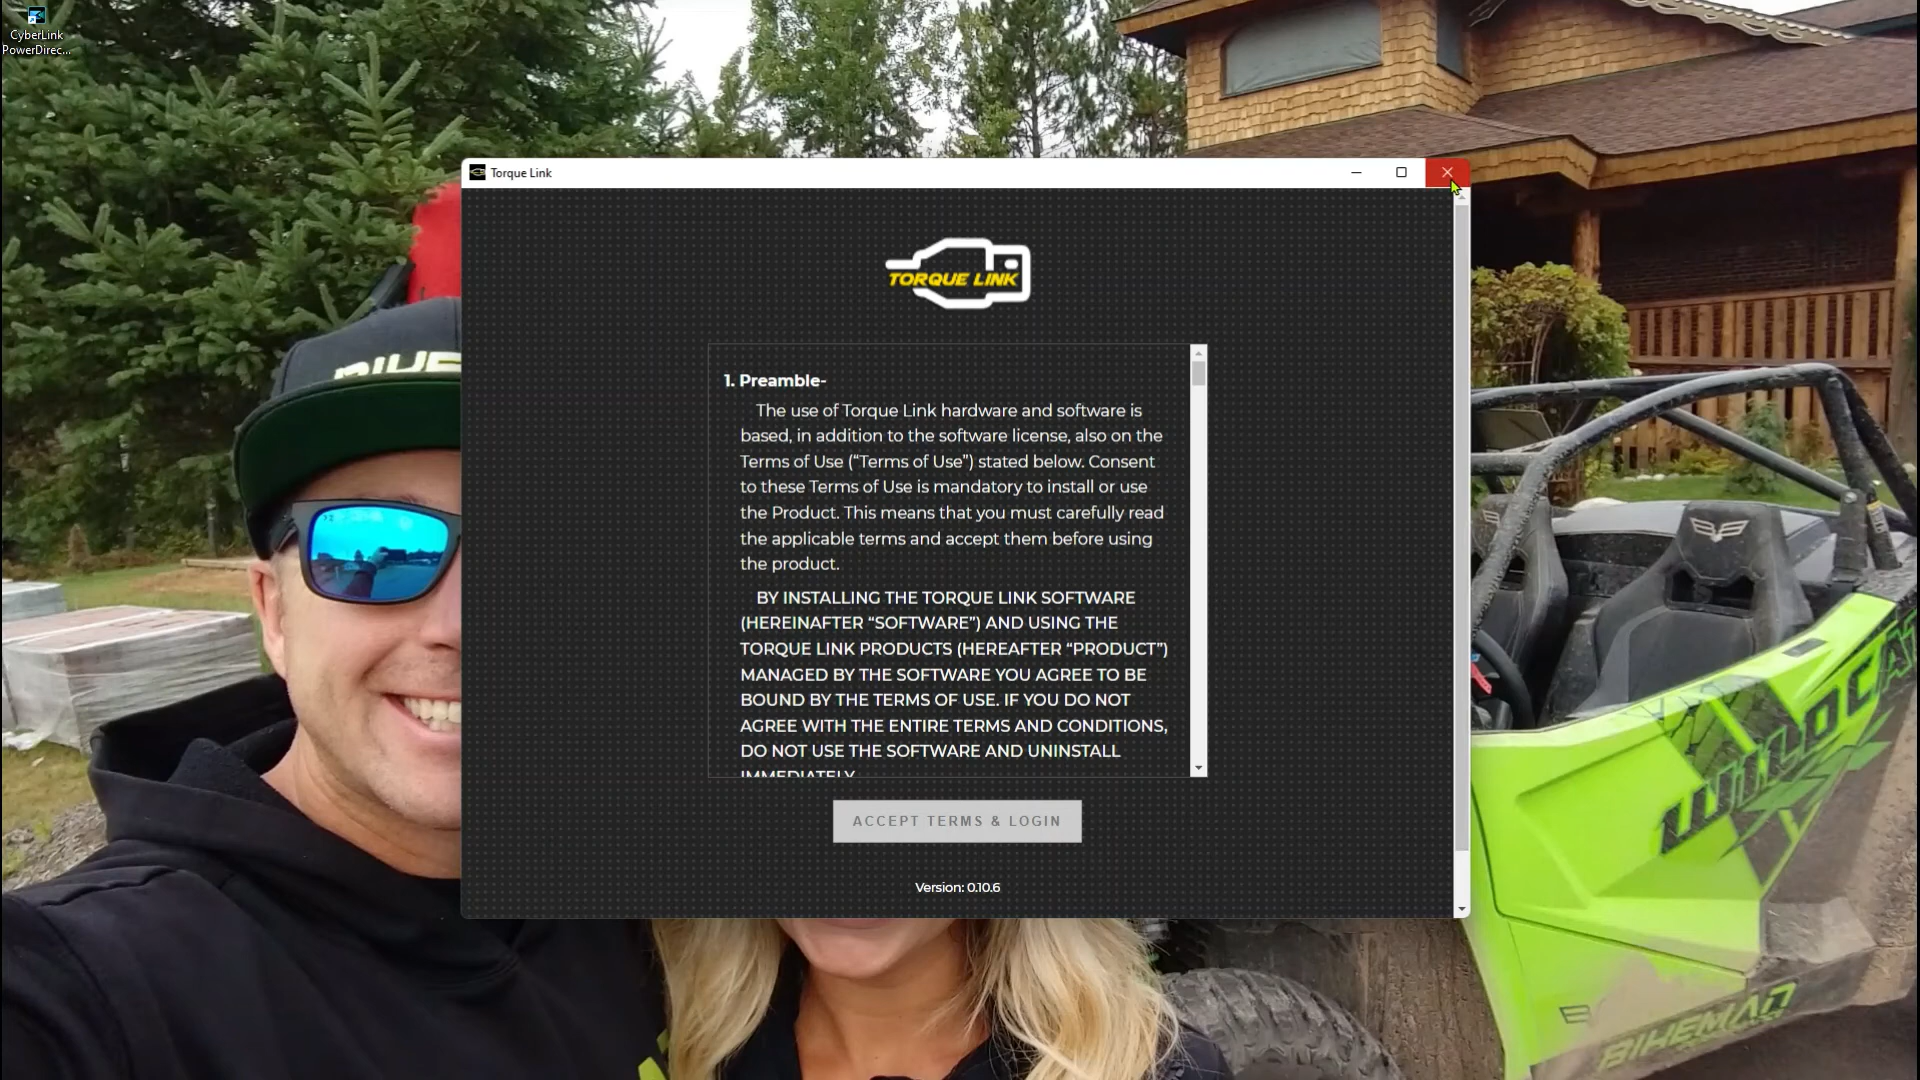 CyberLink
PowerDirec...
Torque Link
TORQUE LINK
1. Preamble-
The use of Torque Link hardware and software is
based, in addition to the software license, also on the
Terms of Use (“Terms of Use”) stated below. Consent
to these Terms of Use is mandatory to install or use
the Product. This means that you must carefully read
the applicable terms and accept them before using
the product.
BY INSTALLING THE TORQUE LINK SOFTWARE
(HEREINAFTER “SOFTWARE”) AND USING THE
TORQUE LINK PRODUCTS (HEREAFTER “PRODUCT”)
MANAGED BY THE SOFTWARE YOU AGREE TO BE
BOUND BY THE TERMS OF USE. IF YOU DO NOT
AGREE WITH THE ENTIRE TERMS AND CONDITIONS,
DO NOT USE THE SOFTWARE AND UNINSTALL
IMMEDIATELY
ACCEPT TERMS & LOGIN
Version: 0.10.6
WILDCAT
BIKEMAN